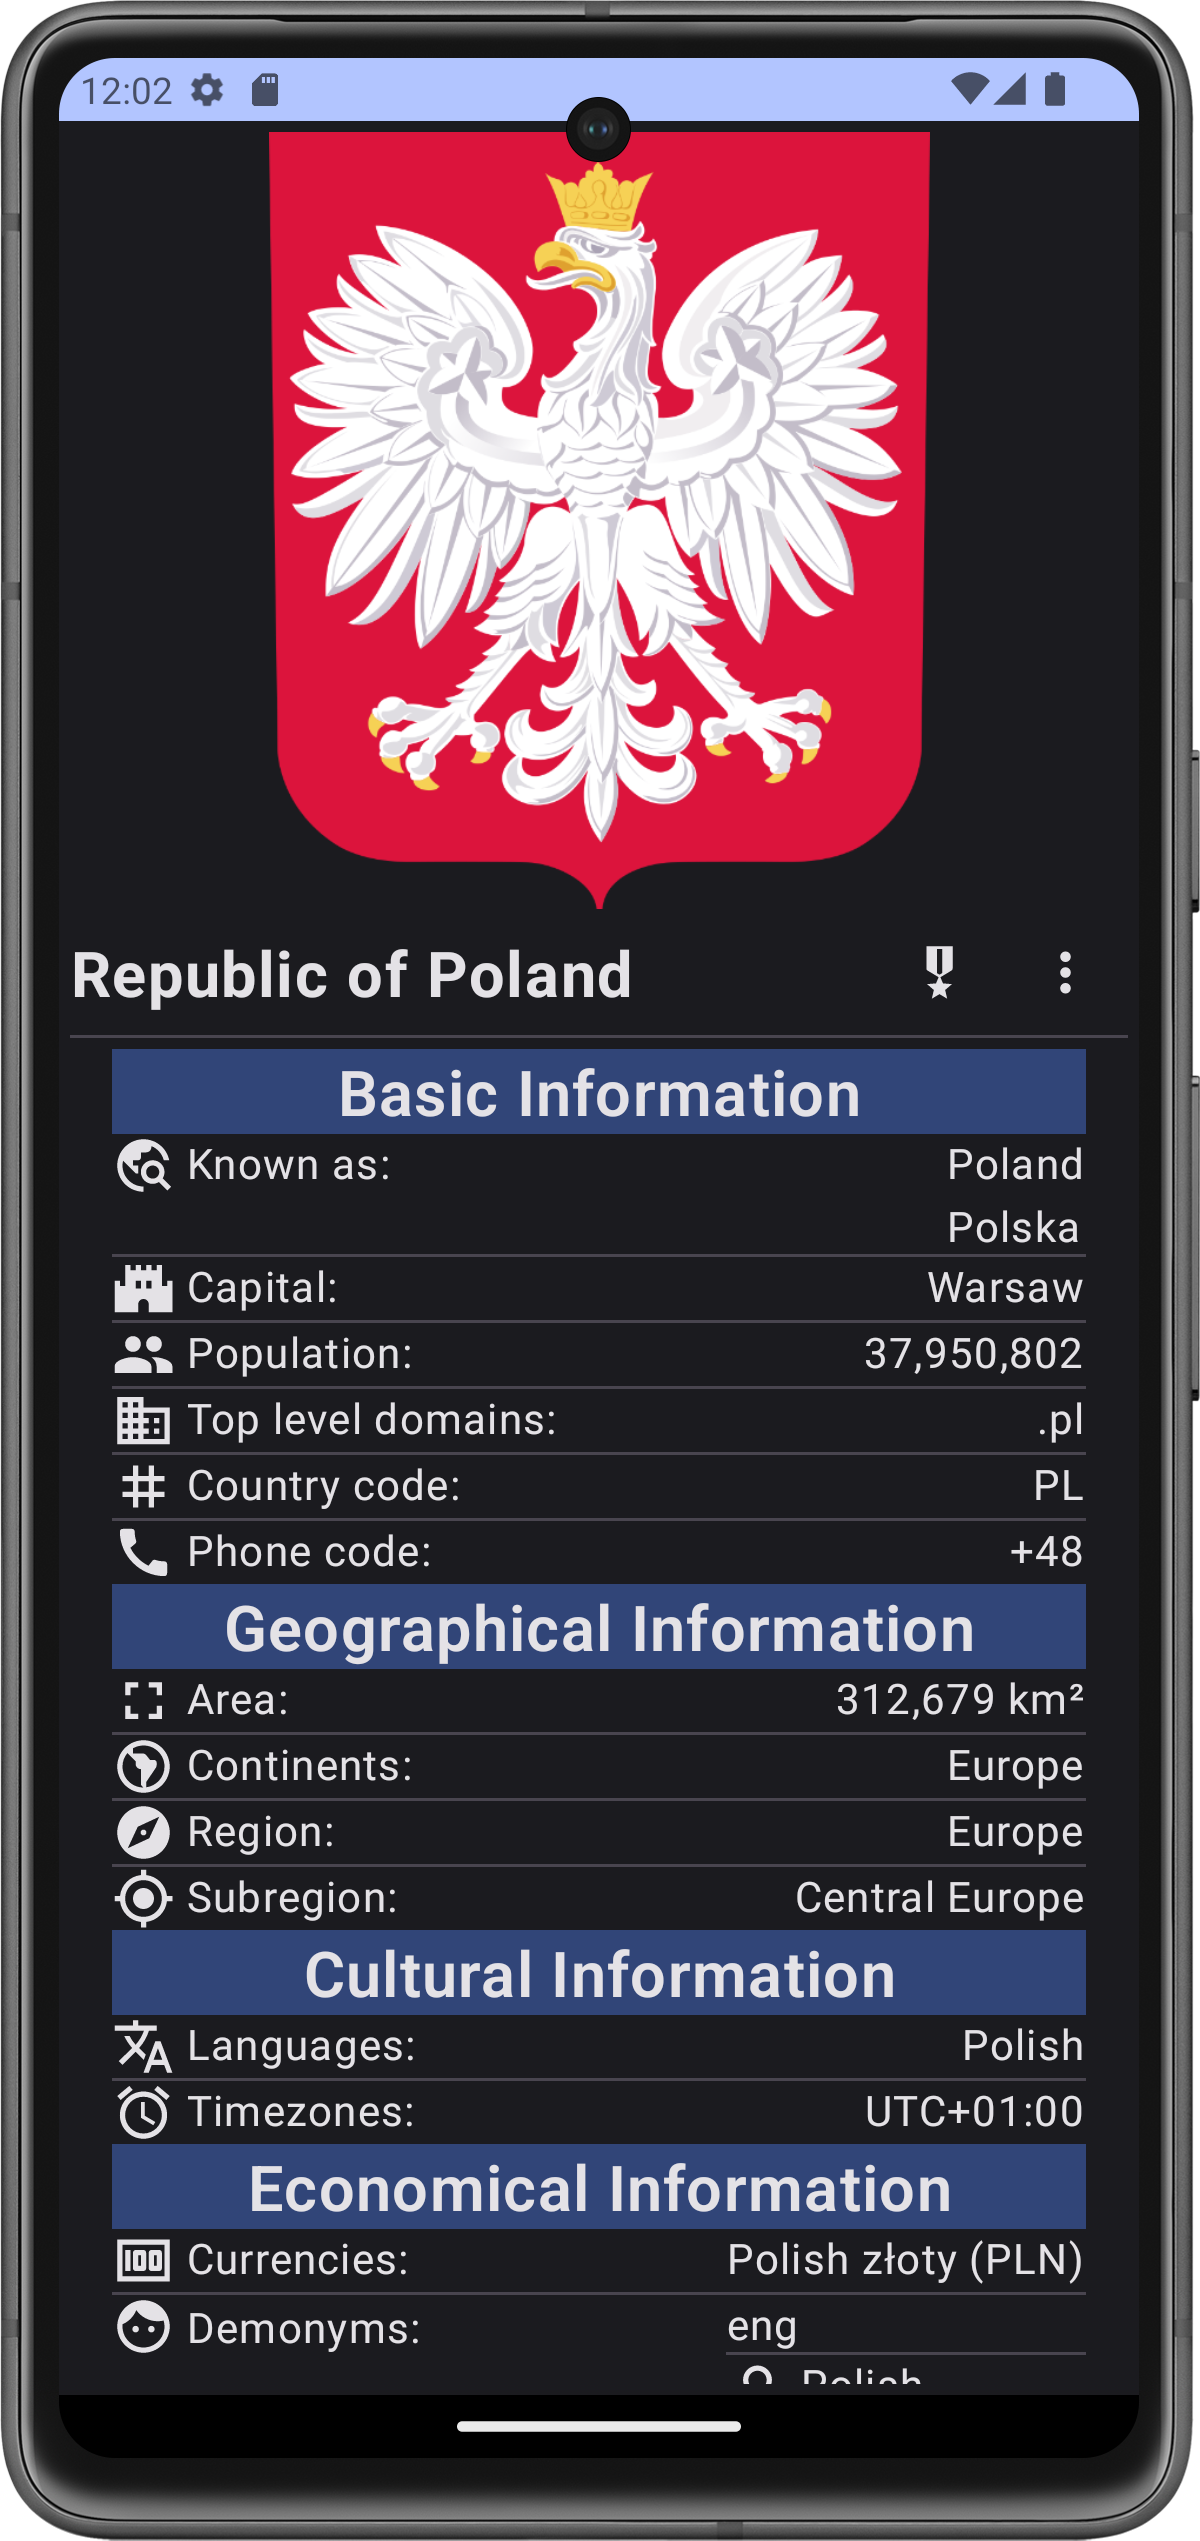 12:02
Republic of Poland
Basic Information
Known as: Poland
Polska
Capital: Warsaw
Population: 37,950,802
Top level domains: .pl
Country code: PL
Phone code: +48
Geographical Information
Area: 312,679 km²
Continents: Europe
Region: Europe
Subregion: Central Europe
Cultural Information
Languages: Polish
Timezones: UTC+01:00
Economical Information
100 Currencies: Polish złoty (PLN)
Demonyms: eng
Polish